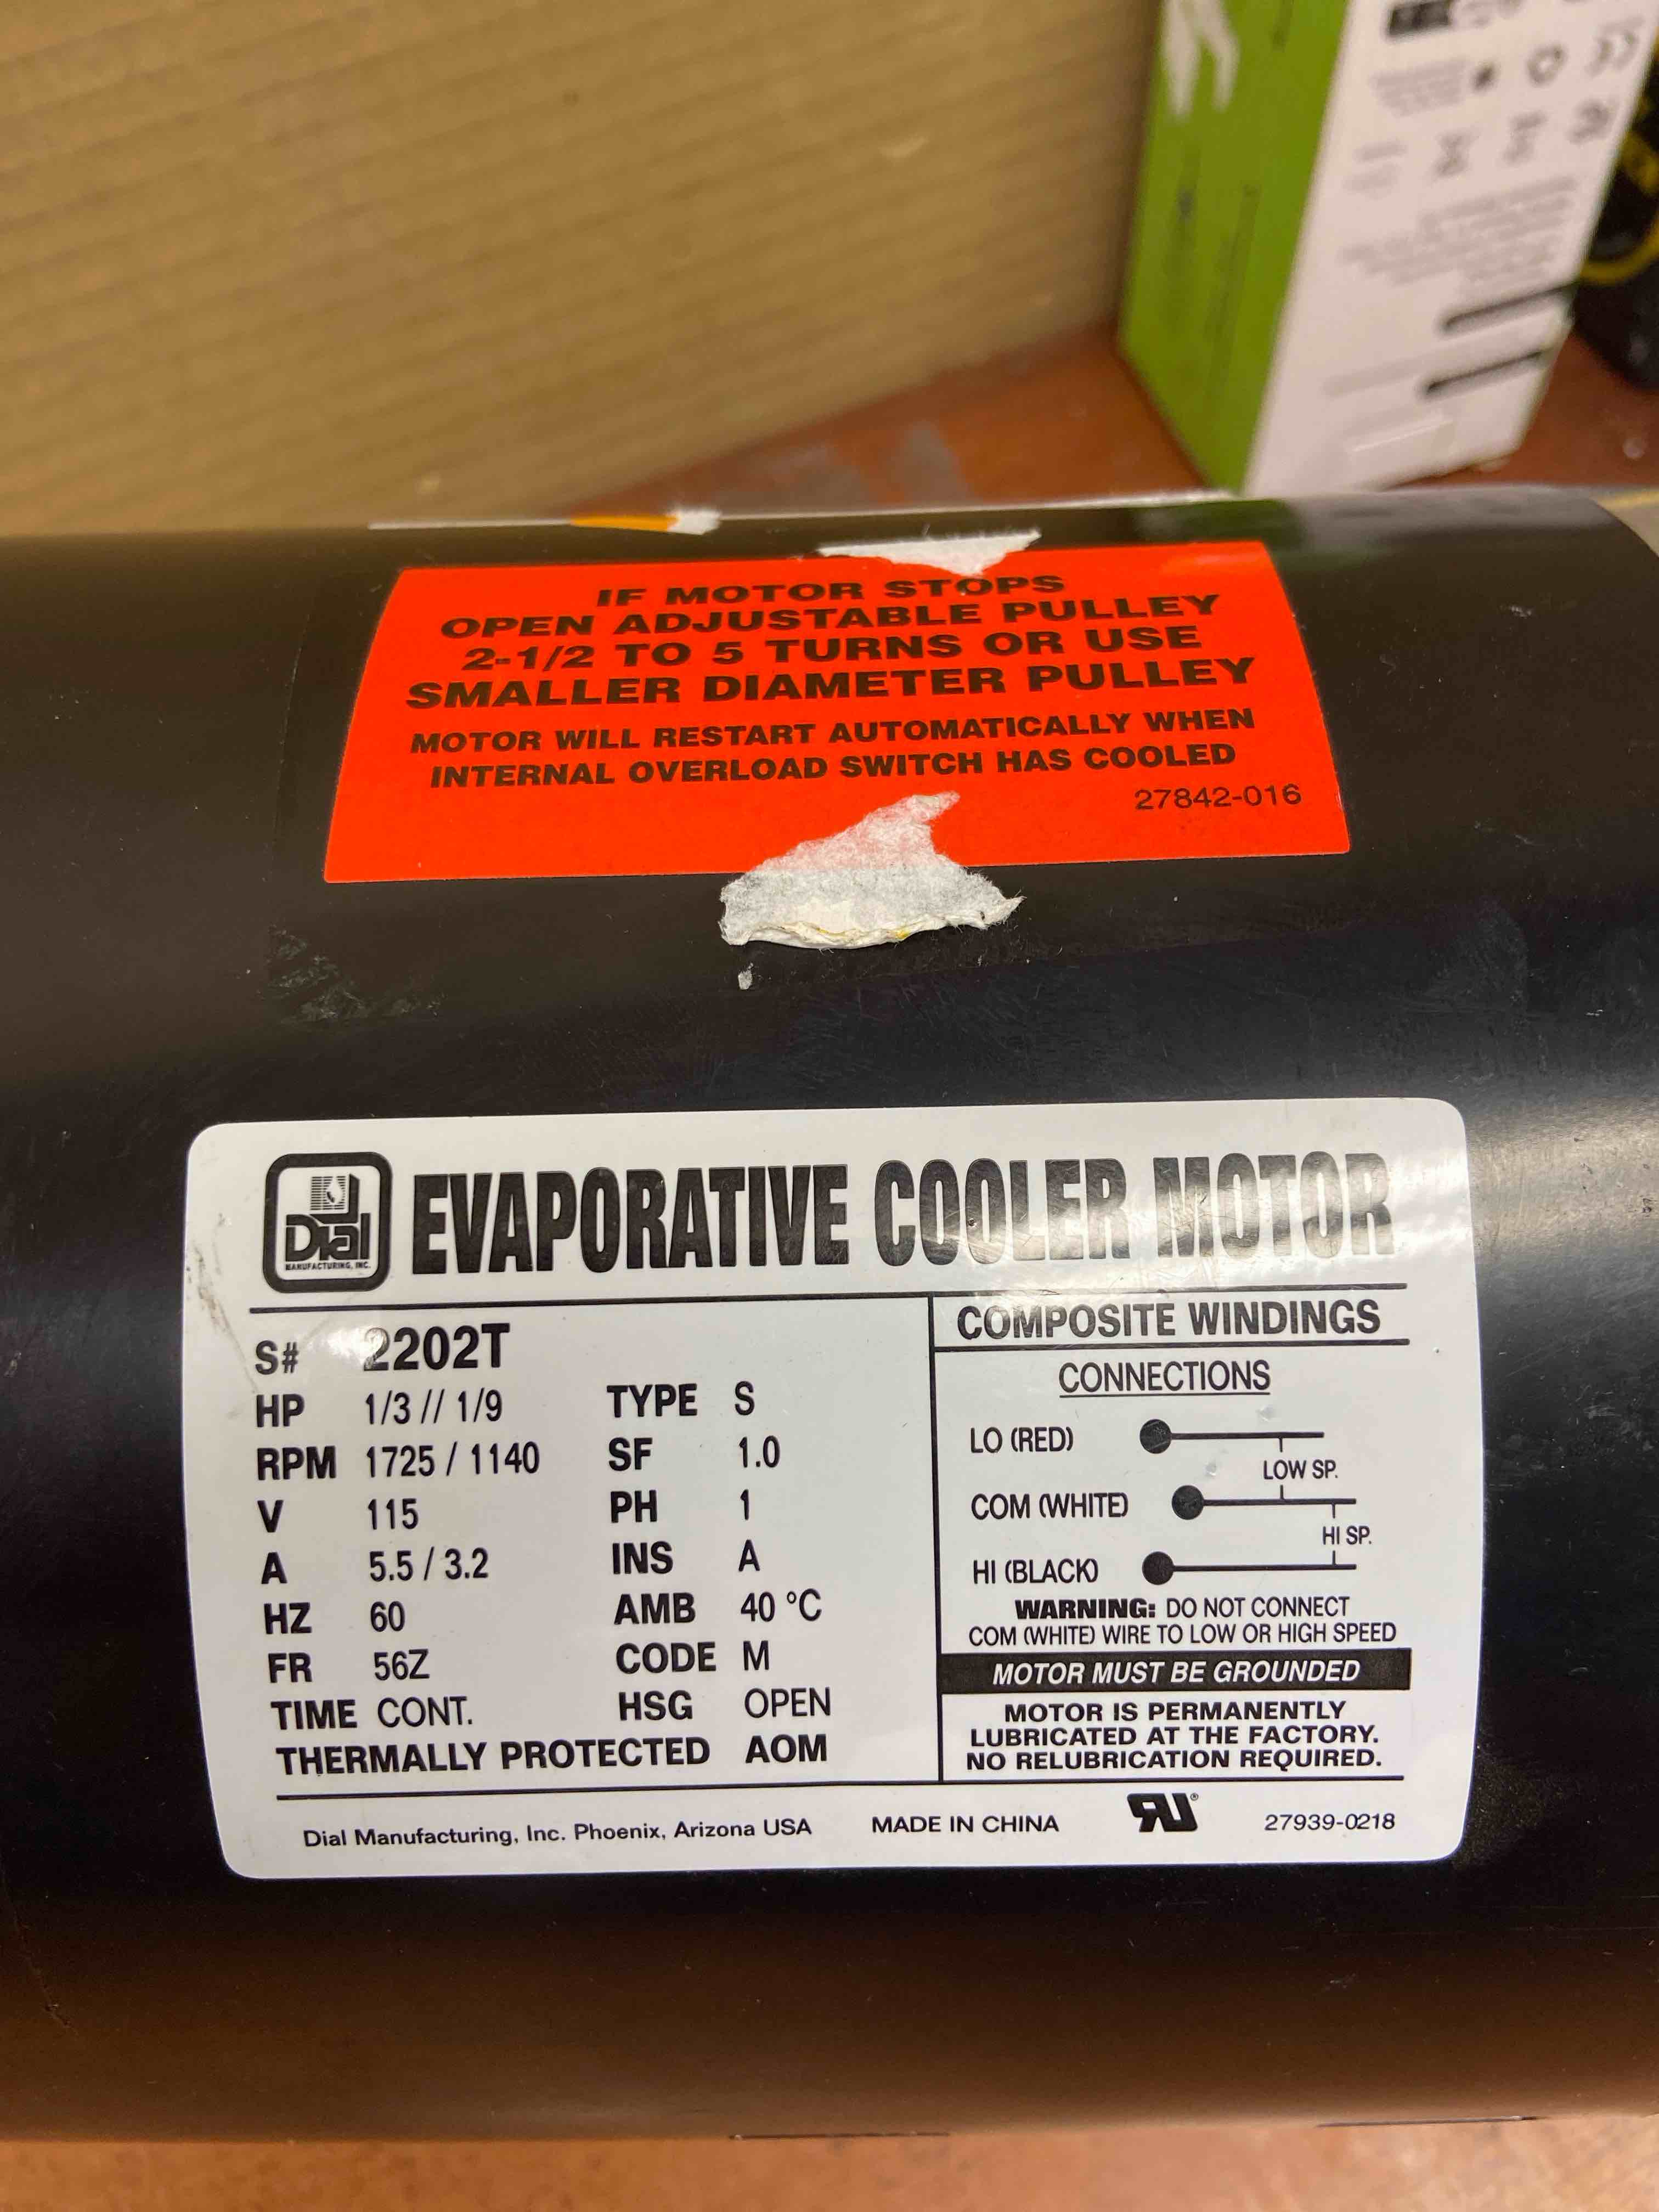 IF MOTOR STOPS
OPEN ADJUSTABLE PULLEY
2-1/2 TO 5 TURNS OR USE
SMALLER DIAMETER PULLEY
MOTOR WILL RESTART AUTOMATICALLY WHEN
INTERNAL OVERLOAD SWITCH HAS COOLED
27842-016
Dial
MANUFACTURING, INC.
EVAPORATIVE COOLER MOTOR
S# 2202T
HP 1/3 // 1/9 TYPE S
RPM 1725 / 1140 SF 1.0
V 115 PH 1
A 5.5 / 3.2 INS A
HZ 60 AMB 40 °C
FR 56Z CODE M
TIME CONT. HSG OPEN
THERMALLY PROTECTED AOM
COMPOSITE WINDINGS
CONNECTIONS
LO (RED)
LOW SP.
COM (WHITE)
HI SP.
HI (BLACK)
WARNING: DO NOT CONNECT
COM (WHITE) WIRE TO LOW OR HIGH SPEED
MOTOR MUST BE GROUNDED
MOTOR IS PERMANENTLY
LUBRICATED AT THE FACTORY.
NO RELUBRICATION REQUIRED.
Dial Manufacturing, Inc. Phoenix, Arizona USA MADE IN CHINA RU® 27939-0218